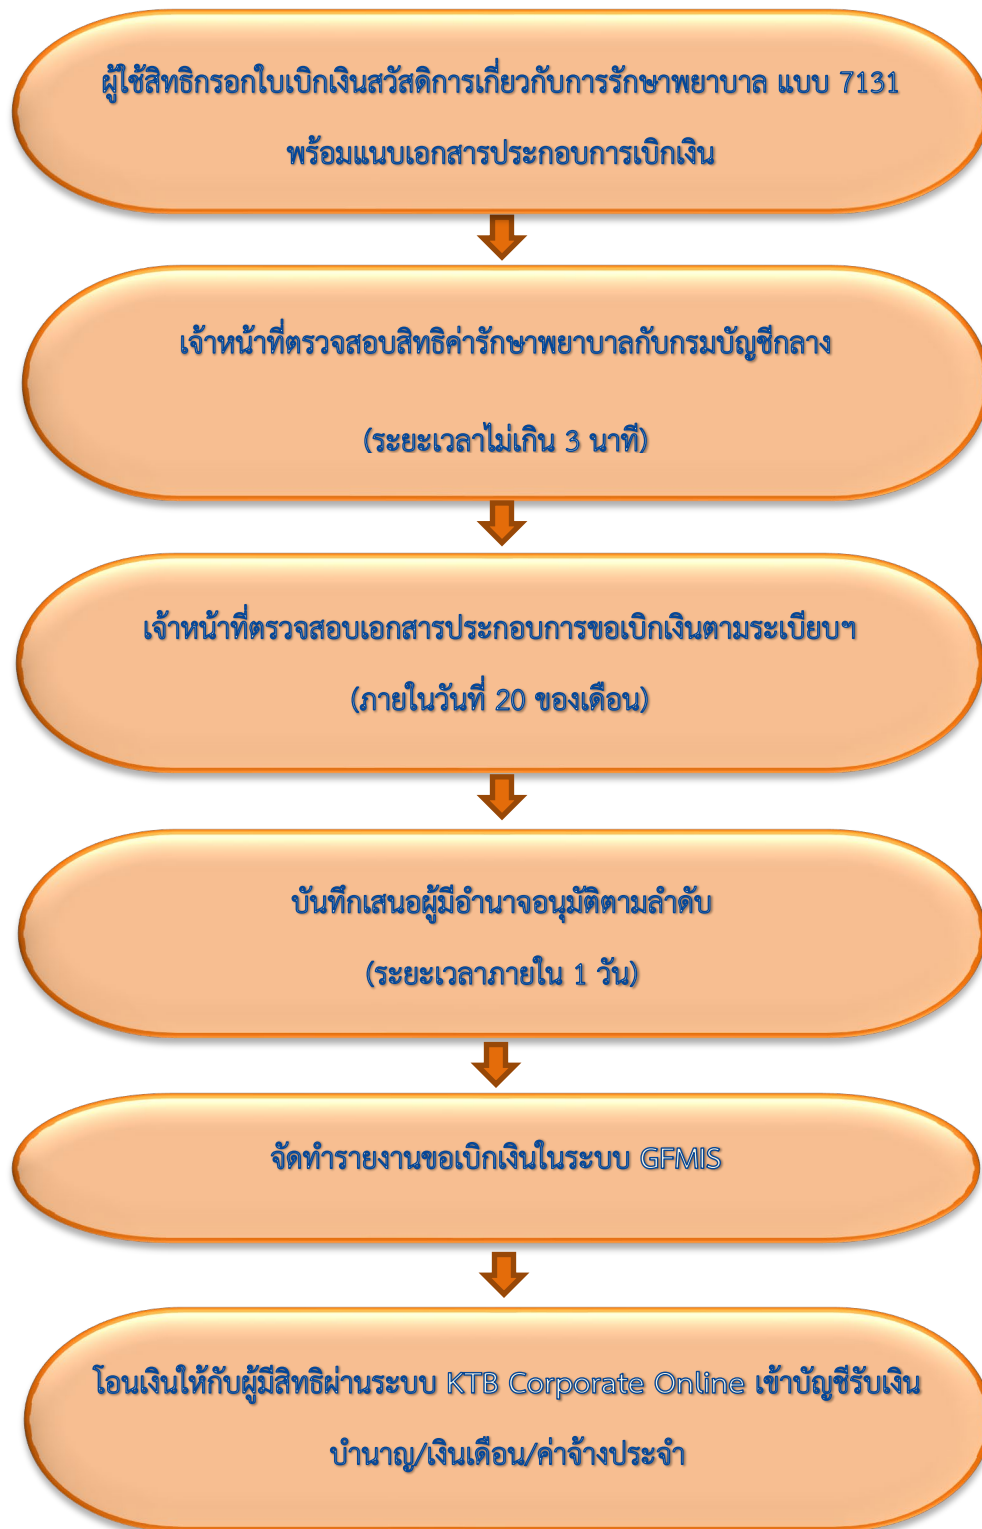 ผู้ใช้สิทธิกรอกใบเบิกเงินสวัสดิการเกี่ยวกับการรักษาพยาบาล แบบ 7131
พร้อมแนบเอกสารประกอบการเบิกเงิน
เจ้าหน้าที่ตรวจสอบสิทธิค่ารักษาพยาบาลกับกรมบัญชีกลาง
(ระยะเวลาไม่เกิน 3 นาที)
เจ้าหน้าที่ตรวจสอบเอกสารประกอบการขอเบิกเงินตามระเบียบฯ
(ภายในวันที่ 20 ของเดือน)
บันทึกเสนอผู้มีอำนาจอนุมัติตามลำดับ
(ระยะเวลาภายใน 1 วัน)
จัดทำรายงานขอเบิกเงินในระบบ GFMIS
โอนเงินให้กับผู้มีสิทธิผ่านระบบ KTB Corporate Online เข้าบัญชีรับเงิน
บำนาญ/เงินเดือน/ค่าจ้างประจำ